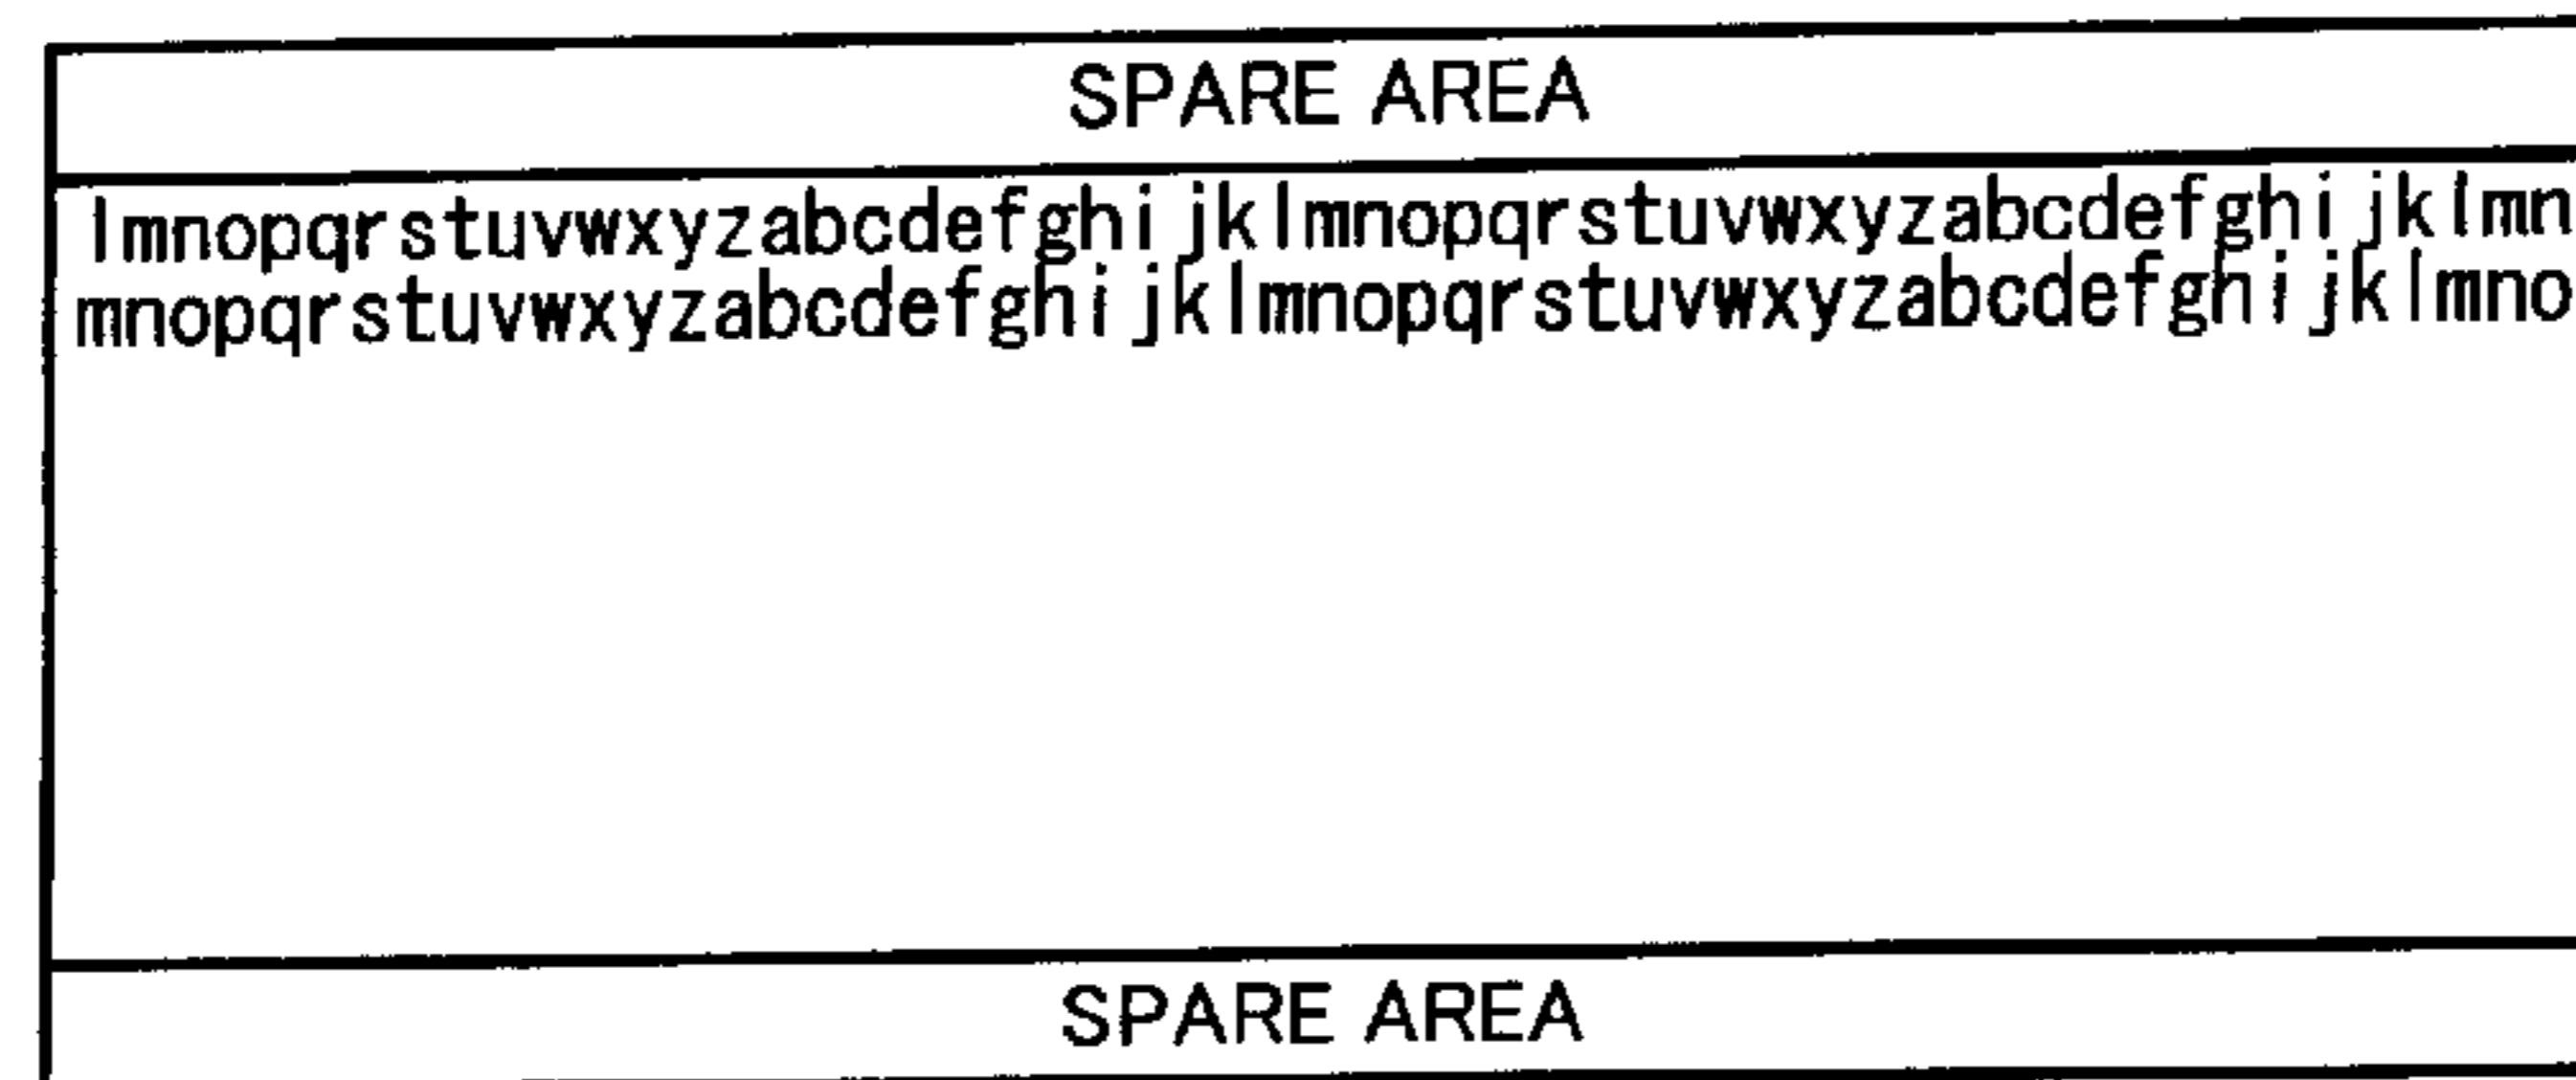 SPARE AREA
lmnopqrstuvwxyzabcdefghijklmnopqrstuvwxyzabcdefghijklmn
mnopqrstuvwxyzabcdefghijklmnopqrstuvwxyzabcdefghijklmno
SPARE AREA